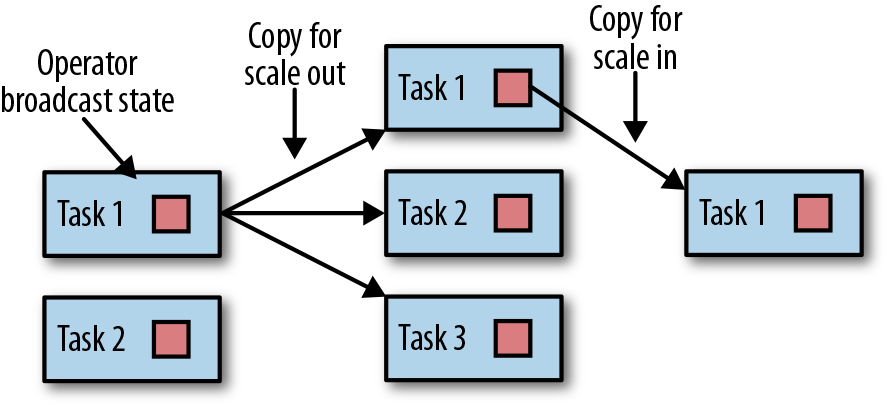 Operator
broadcast state
Copy for
scale out
Copy for
scale in
Task 1
Task 2
Task 1
Task 2
Task 3
Task 1